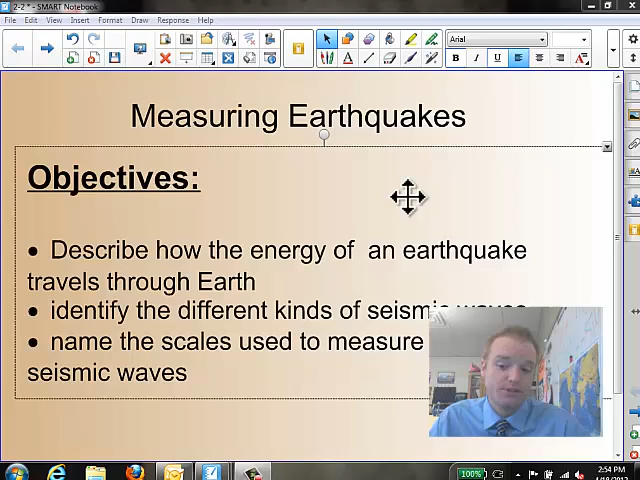 2-2 * - SMART Notebook
File Edit View Insert Format Draw Response Help
Arial
B I U
Measuring Earthquakes
Objectives:
• Describe how the energy of an earthquake
travels through Earth
• identify the different kinds of seismic waves
• name the scales used to measure
seismic waves
100%
2:54 PM